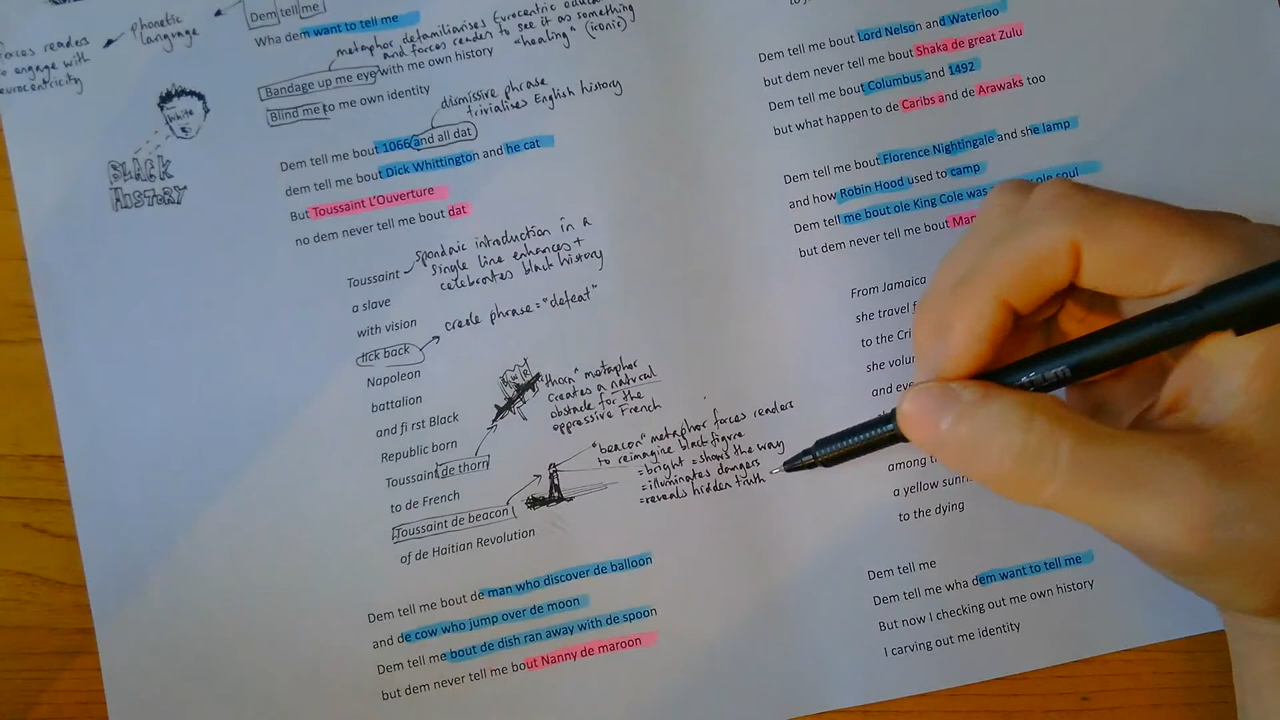 Dem tell me
Wha dem want to tell me
Bandage up me eye with me own history
Blind me to me own identity
Dem tell me bout 1066 and all dat
dem tell me bout Dick Whittington and he cat
But Toussaint L'Ouverture
no dem never tell me bout dat
Toussaint
a slave
with vision
lick back
Napoleon
battalion
and fi rst Black
Republic born
Toussaint de thorn
to de French
Toussaint de beacon
of de Haitian Revolution
Dem tell me bout de man who discover de balloon
and de cow who jump over de moon
Dem tell me bout de dish ran away with de spoon
but dem never tell me bout Nanny de maroon
phonetic
language
forces readers
to engage with
eurocentricity
White
BLACK
HISTORY
metaphor defamiliarises Eurocentric
and forces readers to see it as something
"healing" (ironic)
dismissive phrase
trivialises English history
spondaic introduction in a
single line enhances +
celebrates black history
creole phrase = "defeat"
"thorn" metaphor
creates a natural
obstacle for the
oppressive French
"beacon" metaphor forces readers
to reimagine black figure
= bright = shows the way
= illuminates dangers
= reveals hidden truth
Dem tell me bout Lord Nelson and Waterloo
but dem never tell me bout Shaka de great Zulu
Dem tell me bout Columbus and 1492
but what happen to de Caribs and de Arawaks too
Dem tell me bout Florence Nightingale and she lamp
and how Robin Hood used to camp
Dem tell me bout ole King Cole was ole soul
but dem never tell me bout Mar
From Jamaica
she travel f
to the Cri
she volu
and eve
among t
a yellow sunr
to the dying
Dem tell me
Dem tell me wha dem want to tell me
But now I checking out me own history
I carving out me identity